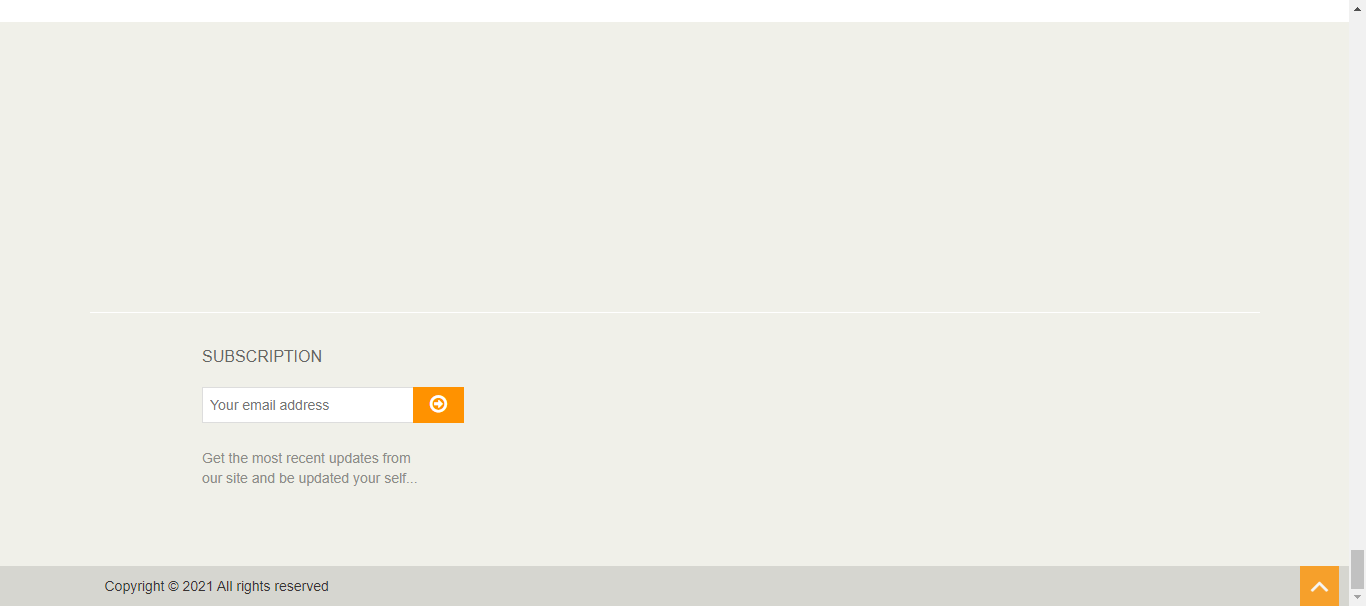 SUBSCRIPTION
Your email address
Get the most recent updates from
our site and be updated your self...
Copyright © 2021 All rights reserved